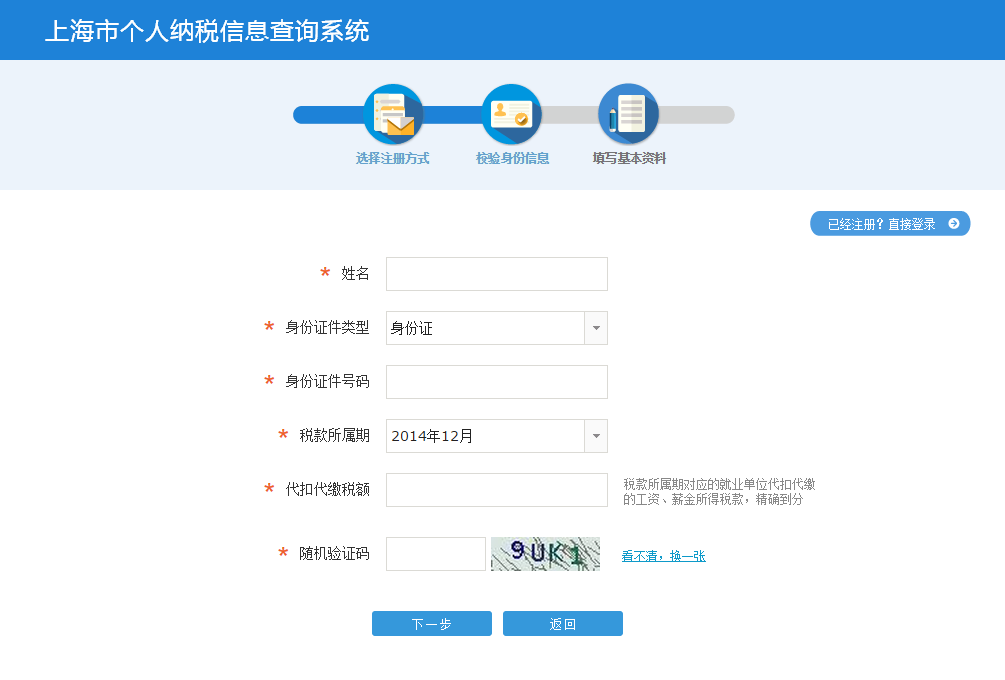 上海市个人纳税信息查询系统
选择注册方式
校验身份信息
填写基本资料
已经注册？直接登录
* 姓名
* 身份证件类型 身份证
* 身份证件号码
* 税款所属期 2014年12月
* 代扣代缴税额
税款所属期对应的就业单位代扣代缴
的工资、薪金所得税款，精确到分
* 随机验证码 9UK1 看不清，换一张
下一步 返回